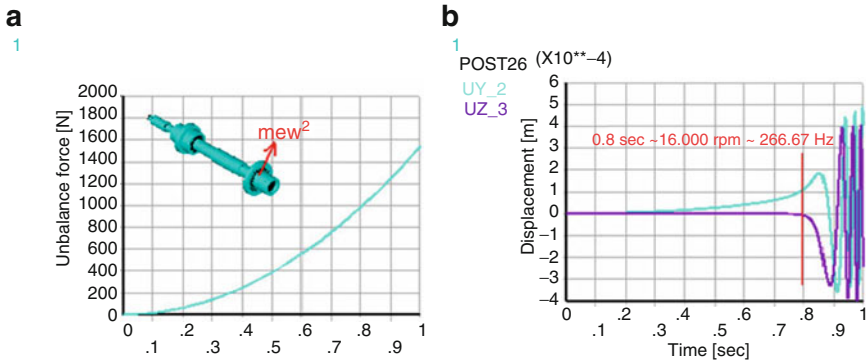 a
1
Unbalance force [N]
2000
1800
1600
1400
1200
1000
800
600
400
200
0
mew²
0 .2 .4 .6 .8 1
.1 .3 .5 .7 .9
b
1
POST26 (X10**−4)
UY_2
UZ_3
Displacement [m]
6
5
4
3
2
1
0
−1
−2
−3
−4
0.8 sec ~16.000 rpm ~ 266.67 Hz
0 .2 .4 .6 .8 1
.1 .3 .5 .7 .9
Time [sec]